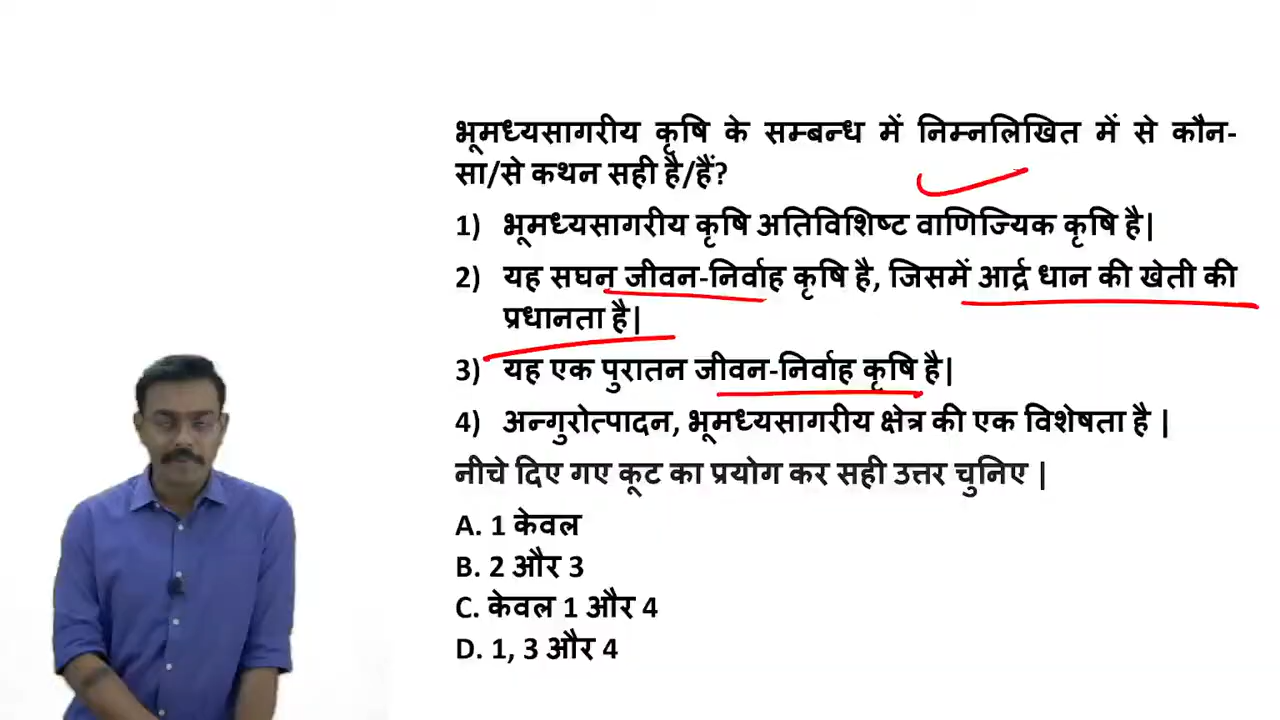 भूमध्यसागरीय कृषि के सम्बन्ध में निम्नलिखित में से कौन-
सा/से कथन सही है/हैं?
1) भूमध्यसागरीय कृषि अतिविशिष्ट वाणिज्यिक कृषि है|
2) यह सघन जीवन-निर्वाह कृषि है, जिसमें आर्द्र धान की खेती की
प्रधानता है|
3) यह एक पुरातन जीवन-निर्वाह कृषि है|
4) अन्गुरोत्पादन, भूमध्यसागरीय क्षेत्र की एक विशेषता है |
नीचे दिए गए कूट का प्रयोग कर सही उत्तर चुनिए |
A. 1 केवल
B. 2 और 3
C. केवल 1 और 4
D. 1, 3 और 4